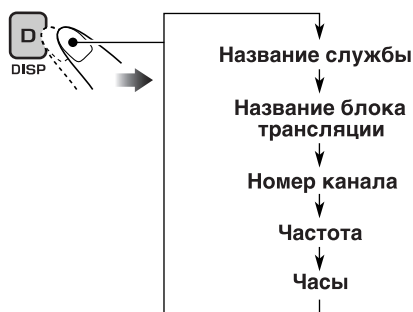 D
DISP
Название службы
Название блока
трансляции
Номер канала
Частота
Часы